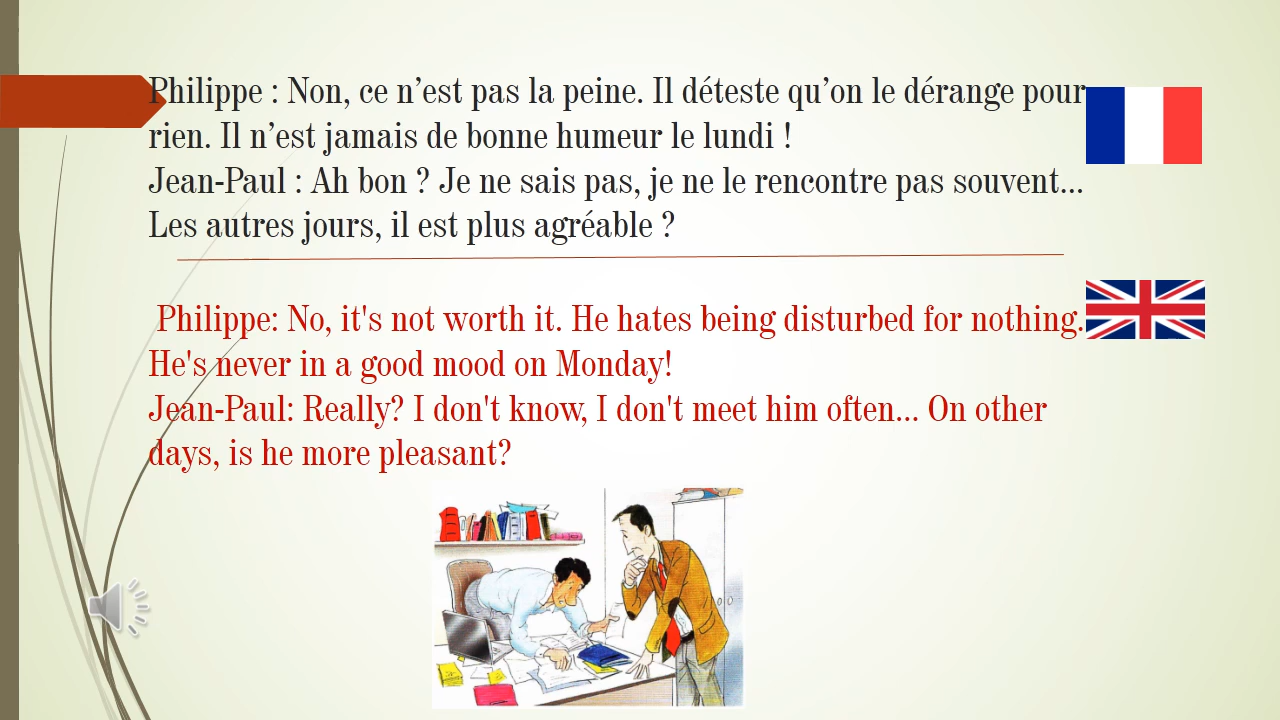 Philippe : Non, ce n’est pas la peine. Il déteste qu’on le dérange pour
rien. Il n’est jamais de bonne humeur le lundi !
Jean-Paul : Ah bon ? Je ne sais pas, je ne le rencontre pas souvent...
Les autres jours, il est plus agréable ?
Philippe: No, it's not worth it. He hates being disturbed for nothing.
He's never in a good mood on Monday!
Jean-Paul: Really? I don't know, I don't meet him often... On other
days, is he more pleasant?